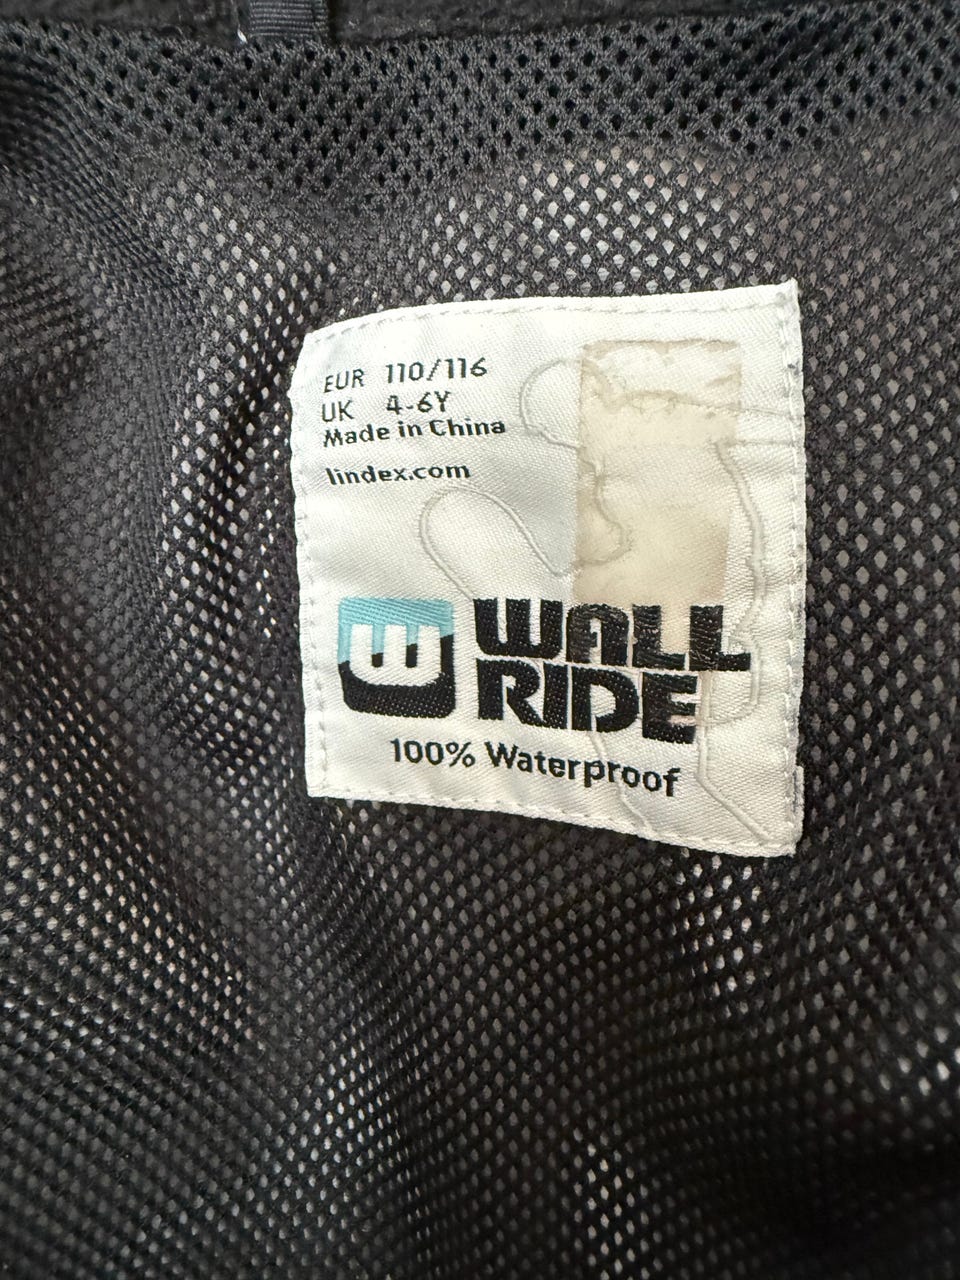 EUR 110/116
UK 4-6Y
Made in China
lindex.com
W
WALL
RIDE
100% Waterproof